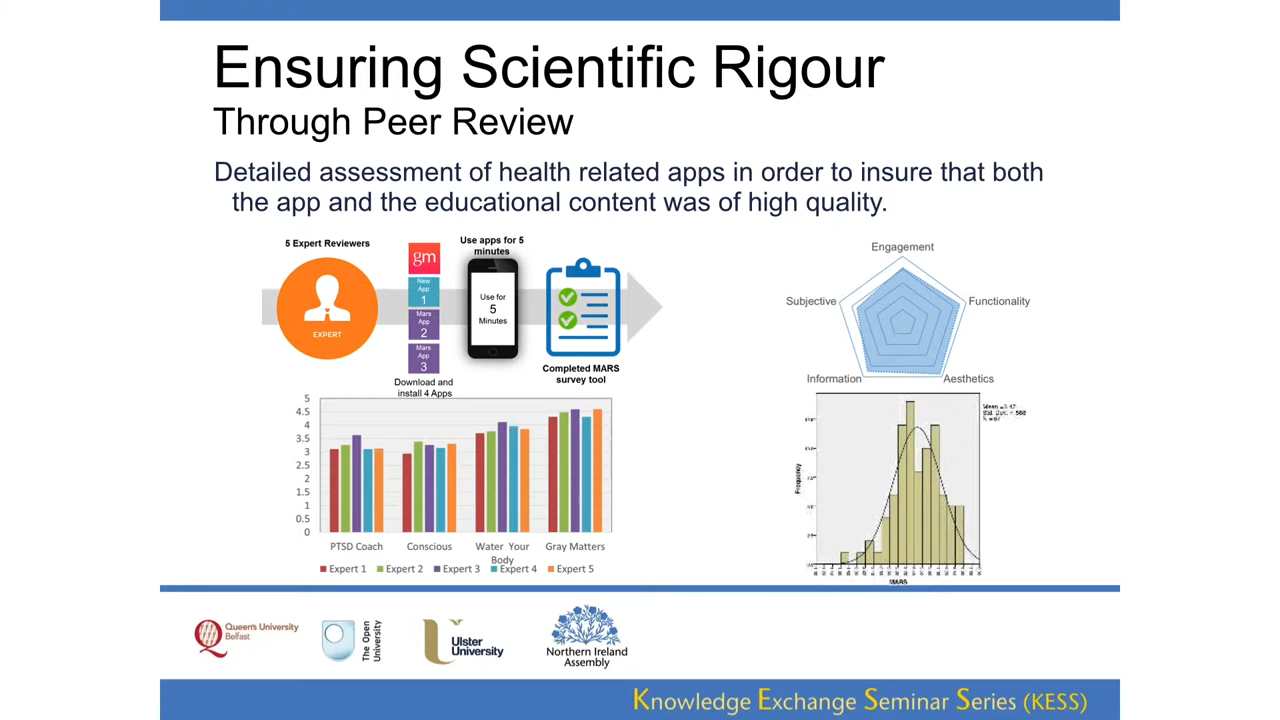 Ensuring Scientific Rigour
Through Peer Review
Detailed assessment of health related apps in order to insure that both
the app and the educational content was of high quality.
5 Expert Reviewers
EXPERT
gm
New
App
1
Mars
App
2
Mars
App
3
Download and
install 4 Apps
Use apps for 5
minutes
Use for
5
Minutes
Completed MARS
survey tool
Engagement
Subjective
Functionality
Information
Aesthetics
5
4.5
4
3.5
3
2.5
2
1.5
1
0.5
0
PTSD Coach
Conscious
Water Your
Body
Gray Matters
Expert 1
Expert 2
Expert 3
Expert 4
Expert 5
Frequency
MARS
Queen's University
Belfast
The Open
University
Ulster
University
Northern Ireland
Assembly
Knowledge Exchange Seminar Series (KESS)